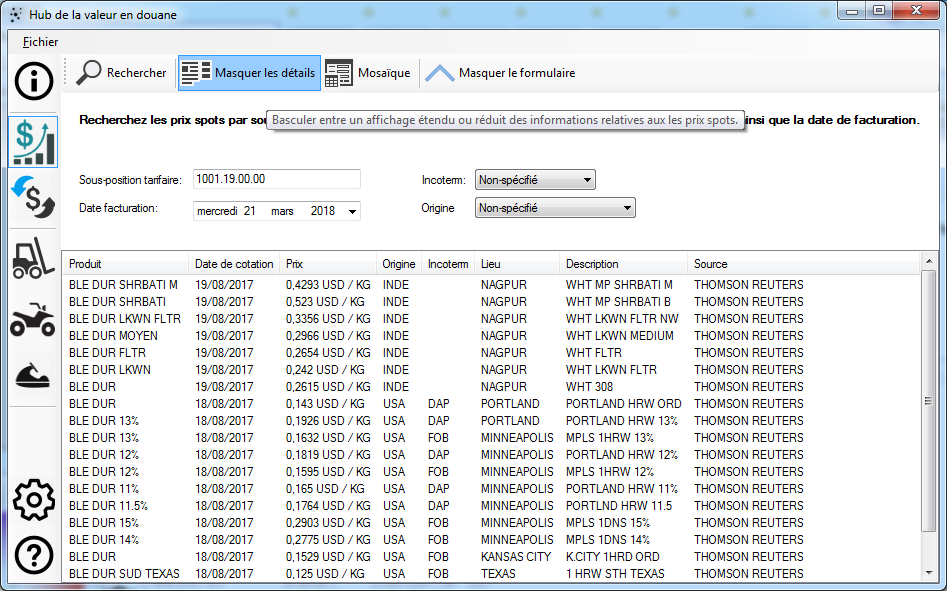 Hub de la valeur en douane
Fichier
Rechercher Masquer les détails Mosaïque Masquer le formulaire
Recherchez les prix spots par sou
Basculer entre un affichage étendu ou réduit des informations relatives aux les prix spots.
insi que la date de facturation.
Sous-position tarifaire: 1001.19.00.00 Incoterm: Non-spécifié
Date facturation: mercredi 21 mars 2018 Origine Non-spécifié
Produit Date de cotation Prix Origine Incoterm Lieu Description Source
BLE DUR SHRBATI M 19/08/2017 0,4293 USD / KG INDE NAGPUR WHT MP SHRBATI M THOMSON REUTERS
BLE DUR SHRBATI 19/08/2017 0,523 USD / KG INDE NAGPUR WHT MP SHRBATI B THOMSON REUTERS
BLE DUR LKWN FLTR 19/08/2017 0,3356 USD / KG INDE NAGPUR WHT LKWN FLTR NW THOMSON REUTERS
BLE DUR MOYEN 19/08/2017 0,2966 USD / KG INDE NAGPUR WHT LKWN MEDIUM THOMSON REUTERS
BLE DUR FLTR 19/08/2017 0,2654 USD / KG INDE NAGPUR WHT FLTR THOMSON REUTERS
BLE DUR LKWN 19/08/2017 0,242 USD / KG INDE NAGPUR WHT LKWN FLTR THOMSON REUTERS
BLE DUR 19/08/2017 0,2615 USD / KG INDE NAGPUR WHT 308 THOMSON REUTERS
BLE DUR 18/08/2017 0,143 USD / KG USA DAP PORTLAND PORTLAND HRW ORD THOMSON REUTERS
BLE DUR 13% 18/08/2017 0,1926 USD / KG USA DAP PORTLAND PORTLAND HRW 13% THOMSON REUTERS
BLE DUR 13% 18/08/2017 0,1632 USD / KG USA FOB MINNEAPOLIS MPLS 1HRW 13% THOMSON REUTERS
BLE DUR 12% 18/08/2017 0,1819 USD / KG USA DAP MINNEAPOLIS PORTLAND HRW 12% THOMSON REUTERS
BLE DUR 12% 18/08/2017 0,1595 USD / KG USA FOB MINNEAPOLIS MPLS 1HRW 12% THOMSON REUTERS
BLE DUR 11% 18/08/2017 0,165 USD / KG USA DAP MINNEAPOLIS PORTLAND HRW 11% THOMSON REUTERS
BLE DUR 11.5% 18/08/2017 0,1764 USD / KG USA DAP MINNEAPOLIS PORTLND HRW 11.5 THOMSON REUTERS
BLE DUR 15% 18/08/2017 0,2903 USD / KG USA FOB MINNEAPOLIS MPLS 1DNS 15% THOMSON REUTERS
BLE DUR 14% 18/08/2017 0,2775 USD / KG USA FOB MINNEAPOLIS MPLS 1DNS 14% THOMSON REUTERS
BLE DUR 18/08/2017 0,1529 USD / KG USA FOB KANSAS CITY K.CITY 1HRD ORD THOMSON REUTERS
BLE DUR SUD TEXAS 18/08/2017 0,125 USD / KG USA FOB TEXAS 1 HRW STH TEXAS THOMSON REUTERS